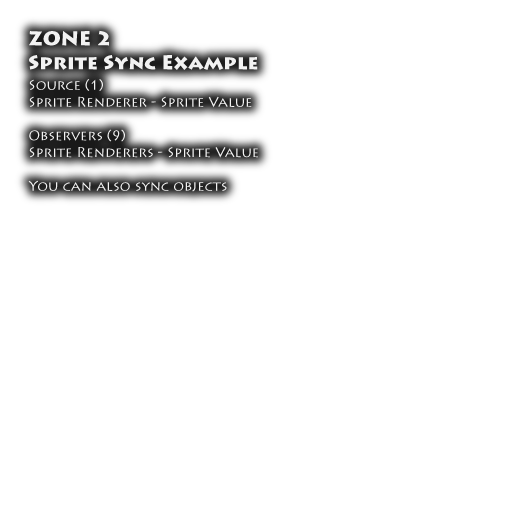 ZONE 2
Sprite Sync Example
Source (1)
Sprite Renderer - Sprite Value
Observers (9)
Sprite Renderers - Sprite Value
You can also sync objects